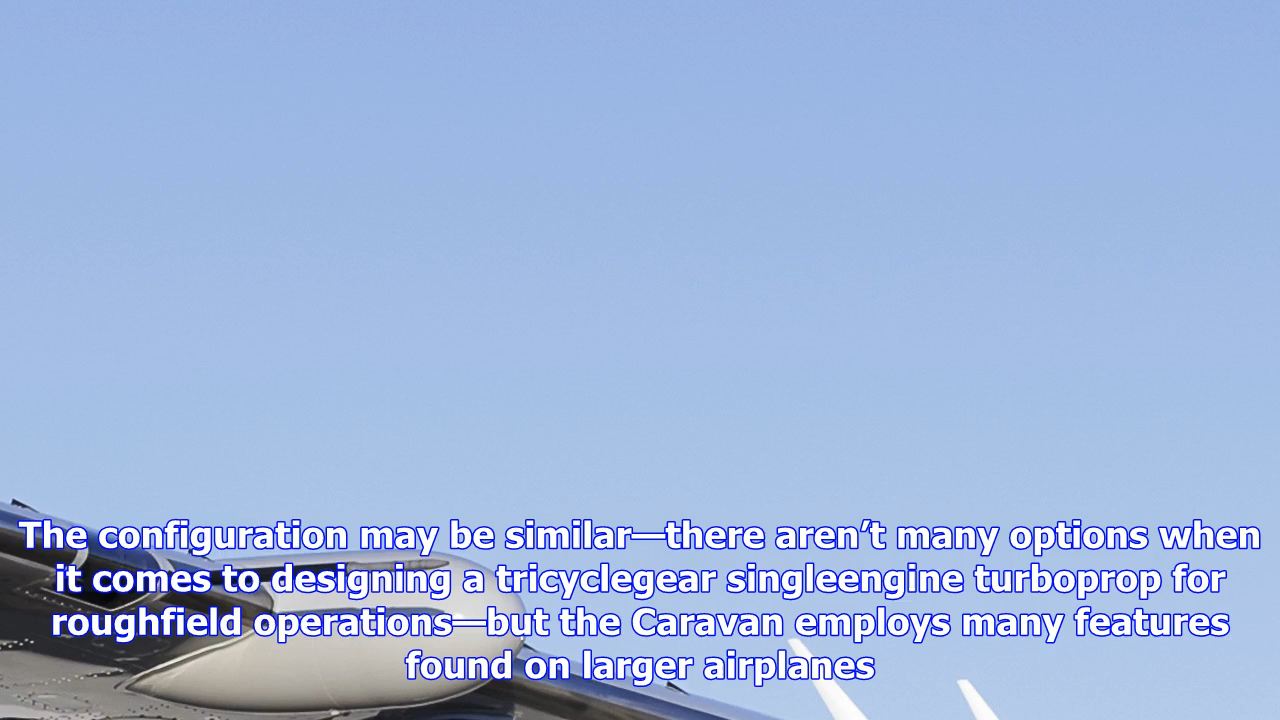 The configuration may be similar—there aren’t many options when
it comes to designing a tricyclegear singleengine turboprop for
roughfield operations—but the Caravan employs many features
found on larger airplanes